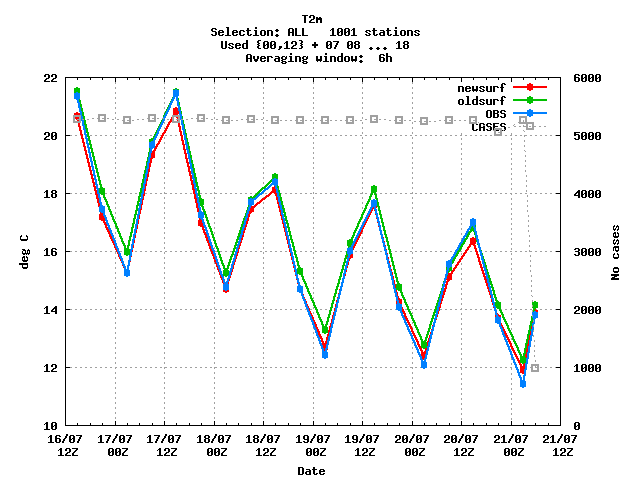 T2m
Selection: ALL   1001 stations
Used {00,12} + 07 08 ... 18
Averaging window:  6h
newsurf
oldsurf
OBS
CASES
22
20
18
16
14
12
10
deg C
6000
5000
4000
3000
2000
1000
0
No cases
16/07 17/07 17/07 18/07 18/07 19/07 19/07 20/07 20/07 21/07 21/07
12Z 00Z 12Z 00Z 12Z 00Z 12Z 00Z 12Z 00Z 12Z
Date